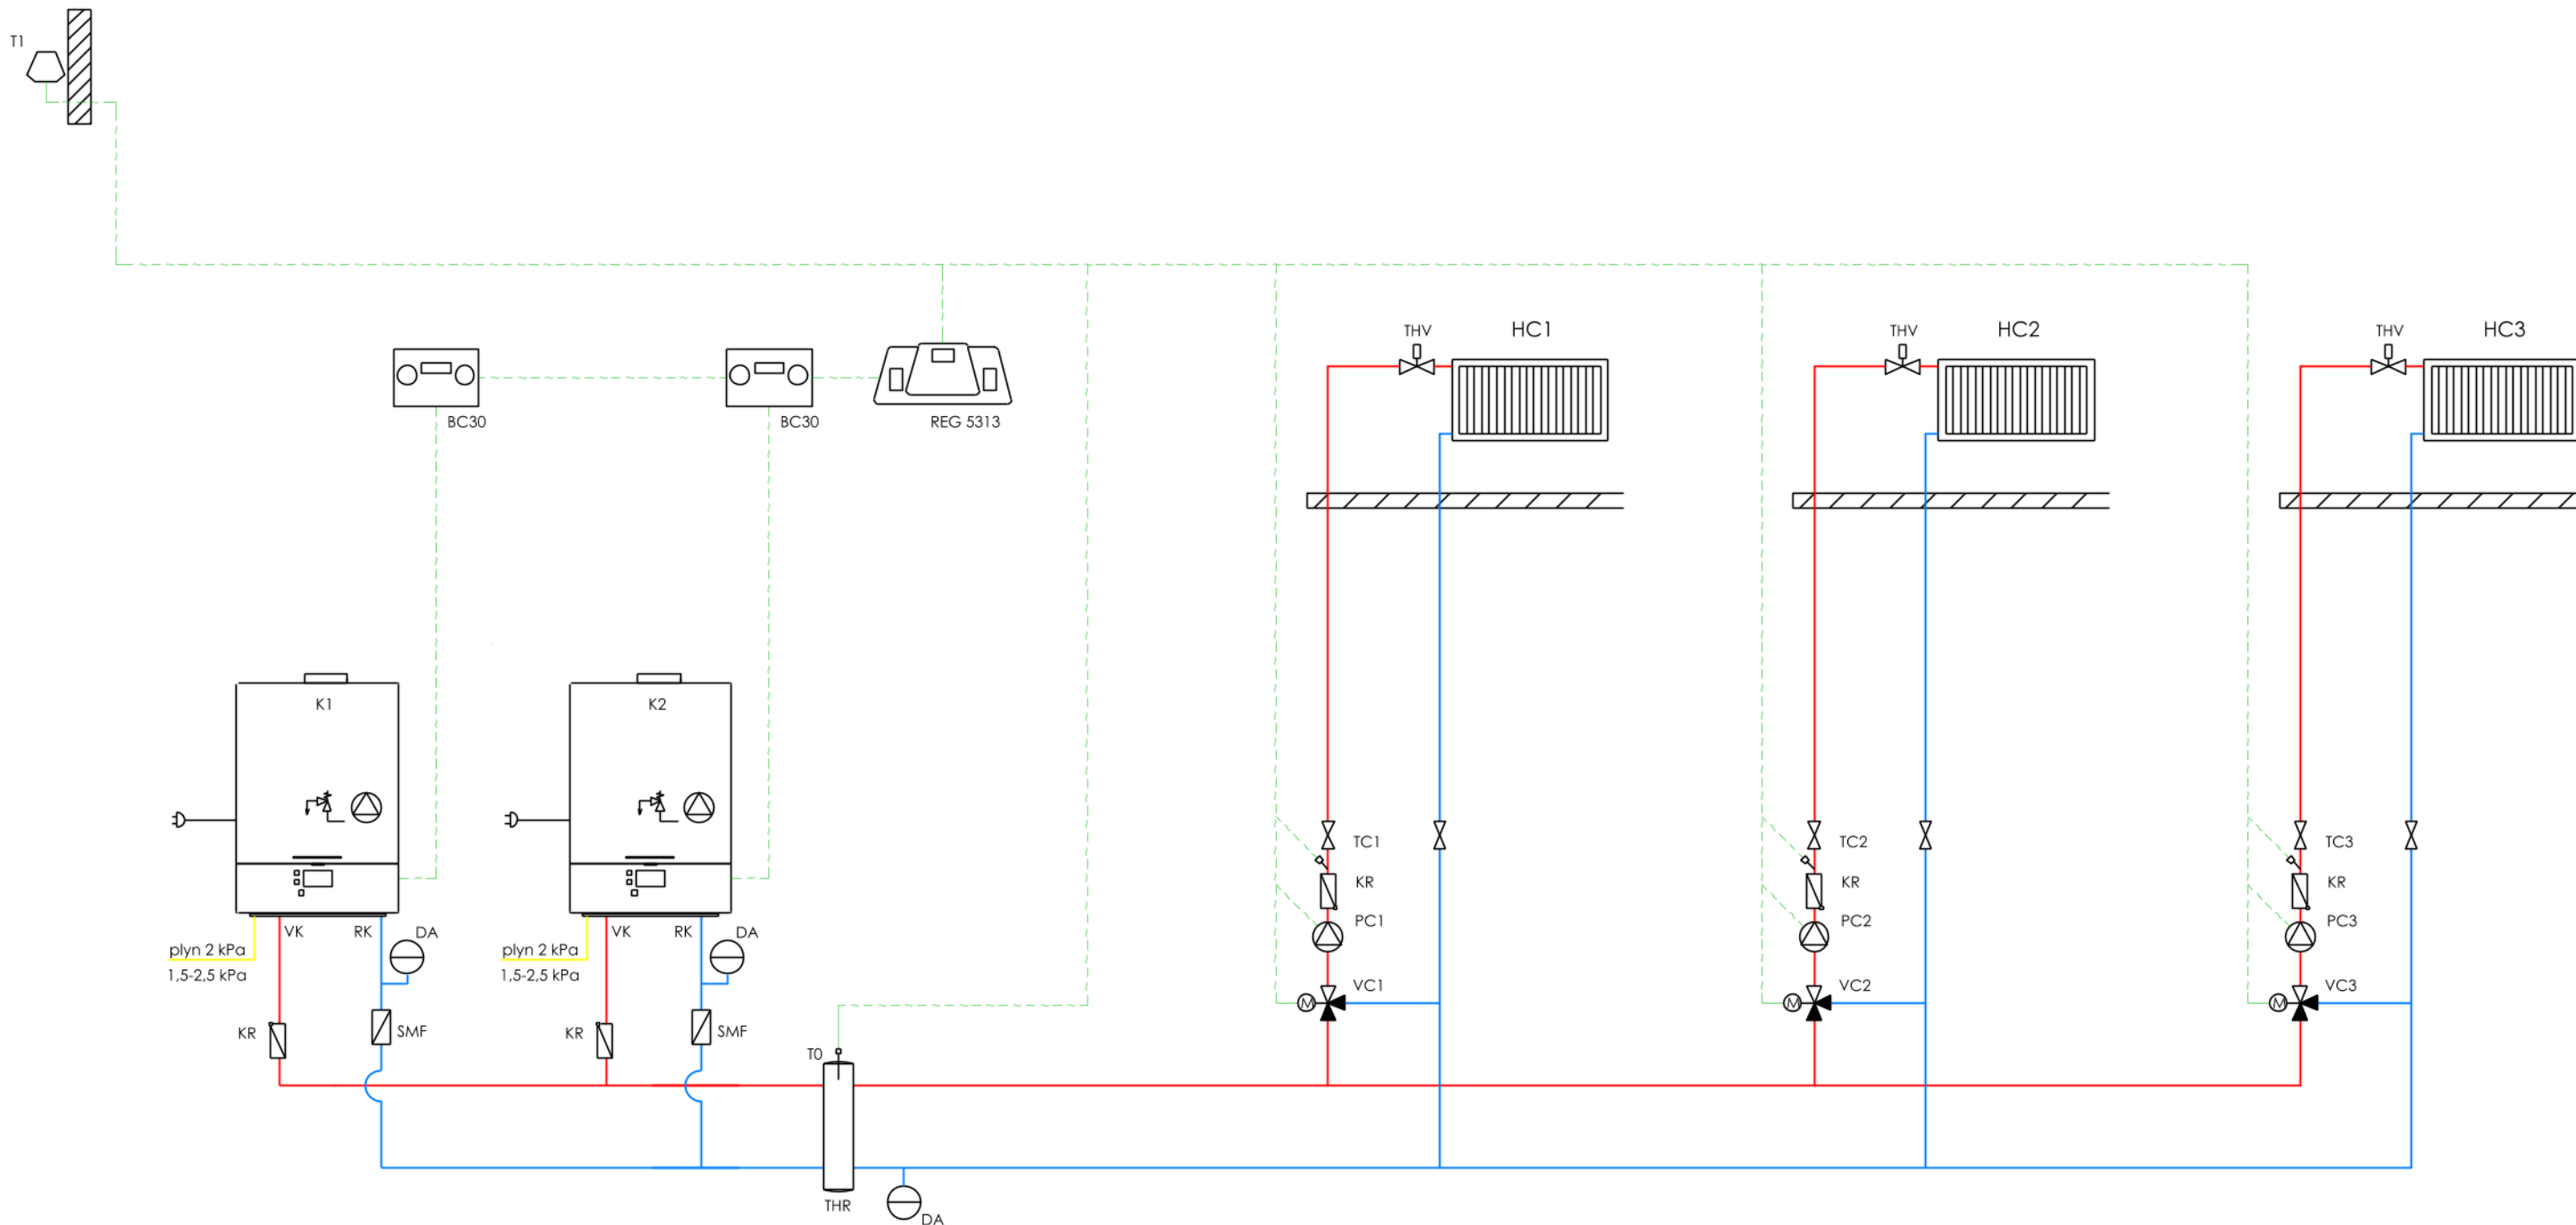 T1
THV
HC1
THV
HC2
THV
HC3
BC30
BC30
REG 5313
K1
K2
TC1
TC2
TC3
KR
KR
KR
PC1
PC2
PC3
VK
RK
DA
VK
RK
DA
plyn 2 kPa
1,5-2,5 kPa
plyn 2 kPa
1,5-2,5 kPa
M
VC1
M
VC2
M
VC3
KR
SMF
KR
SMF
T0
THR
DA